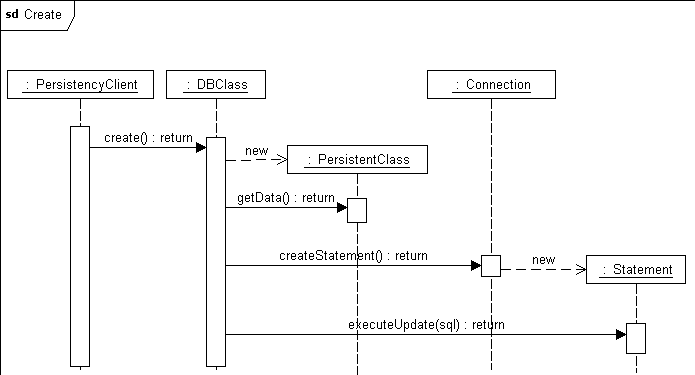 sd Create
: PersistencyClient
: DBClass
: Connection
create() : return
new
: PersistentClass
getData() : return
createStatement() : return
new
: Statement
executeUpdate(sql) : return